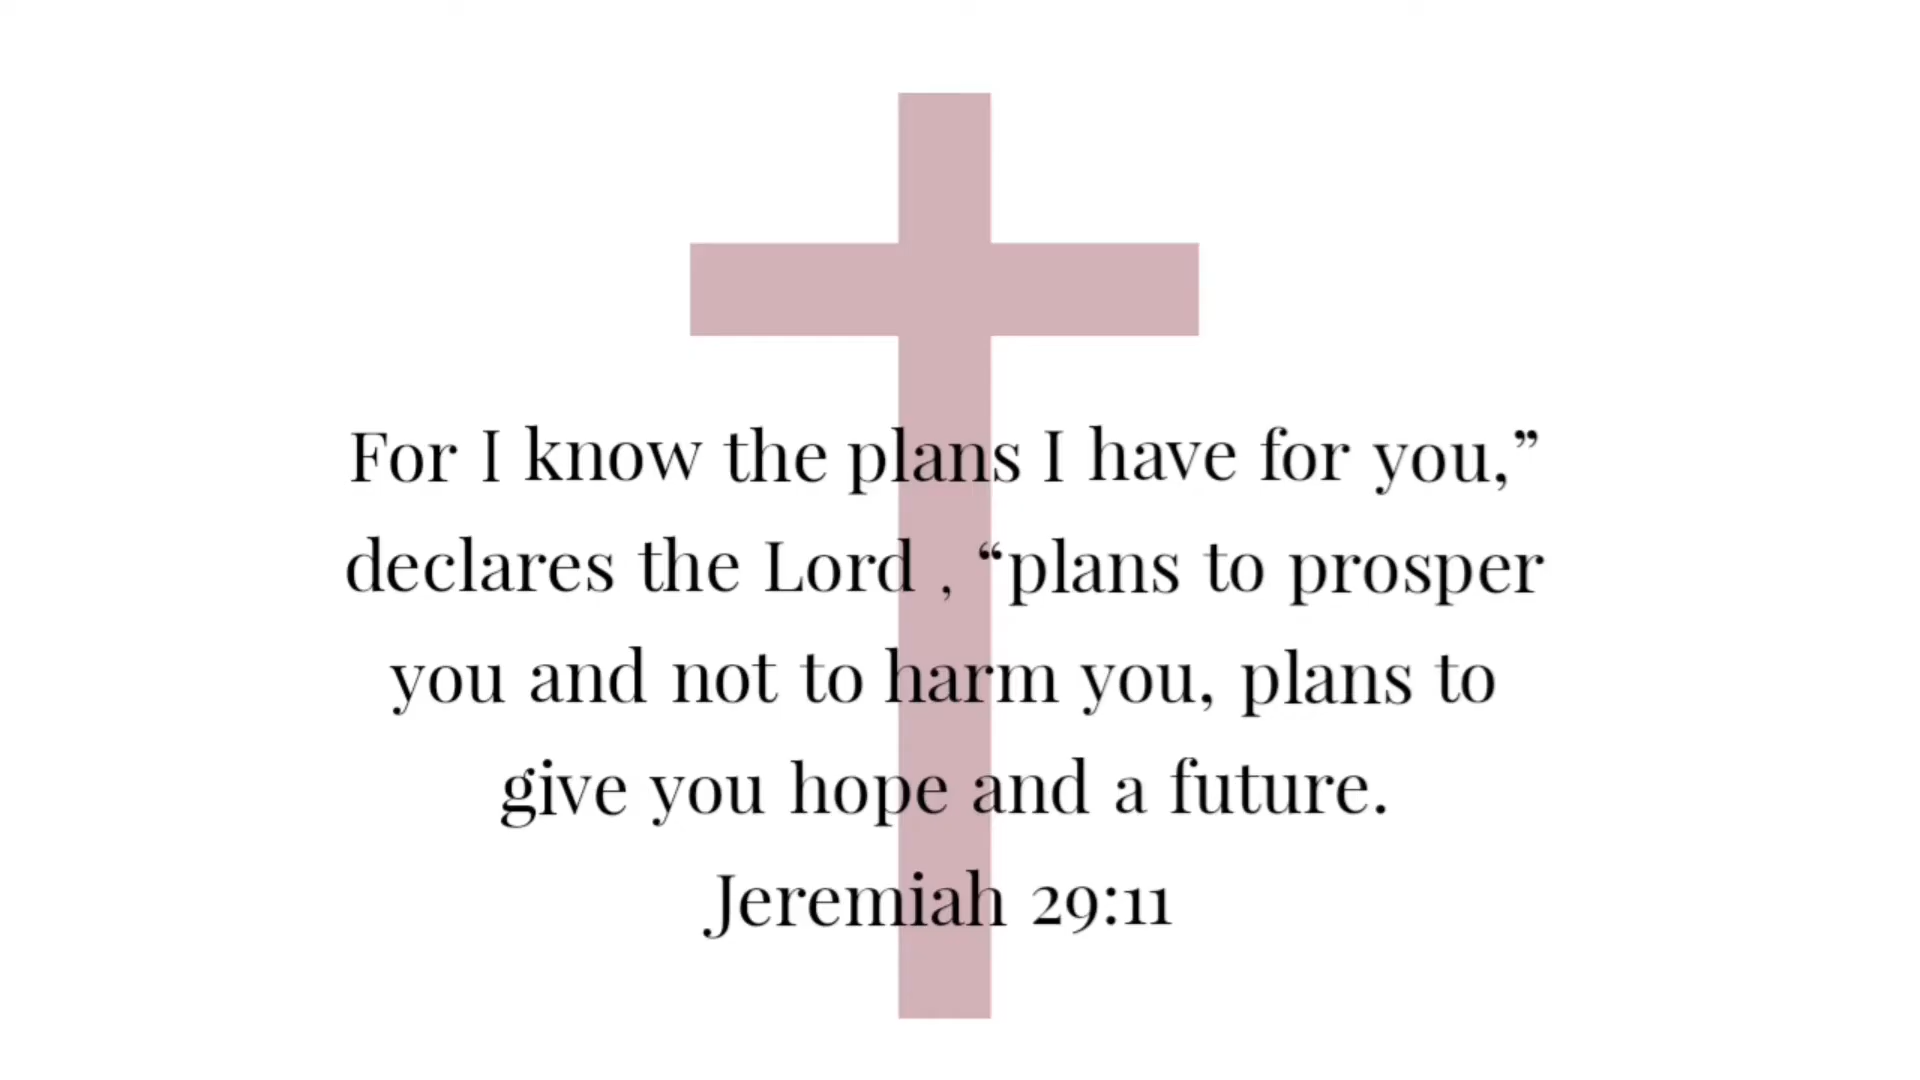 For I know the plans I have for you,”
declares the Lord , “plans to prosper
you and not to harm you, plans to
give you hope and a future.
Jeremiah 29:11